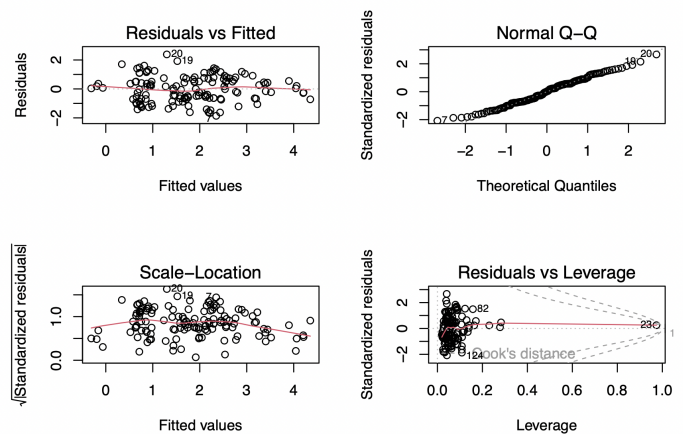 Residuals vs Fitted
Residuals
2
0
−2
20
19
7
0 1 2 3 4
Fitted values
Normal Q−Q
Standardized residuals
2
0
−2
20
19
7
−2 −1 0 1 2
Theoretical Quantiles
Scale−Location
√|Standardized residuals|
1.0
0.0
20
19
7
0 1 2 3 4
Fitted values
Residuals vs Leverage
Standardized residuals
2
0
−2
82
23
124
Cook's distance
1
0.0 0.2 0.4 0.6 0.8 1.0
Leverage